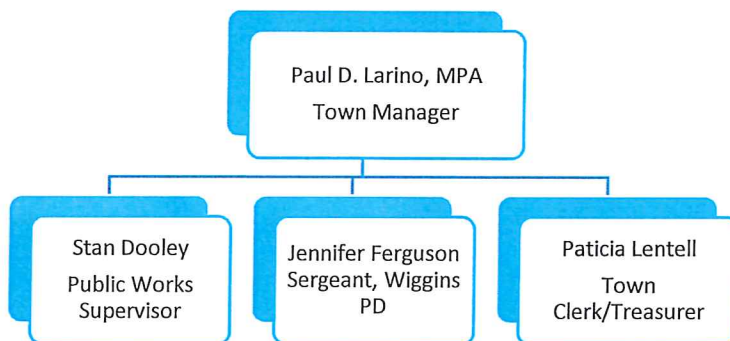 Paul D. Larino, MPA
Town Manager
Stan Dooley
Public Works
Supervisor
Jennifer Ferguson
Sergeant, Wiggins
PD
Paticia Lentell
Town
Clerk/Treasurer